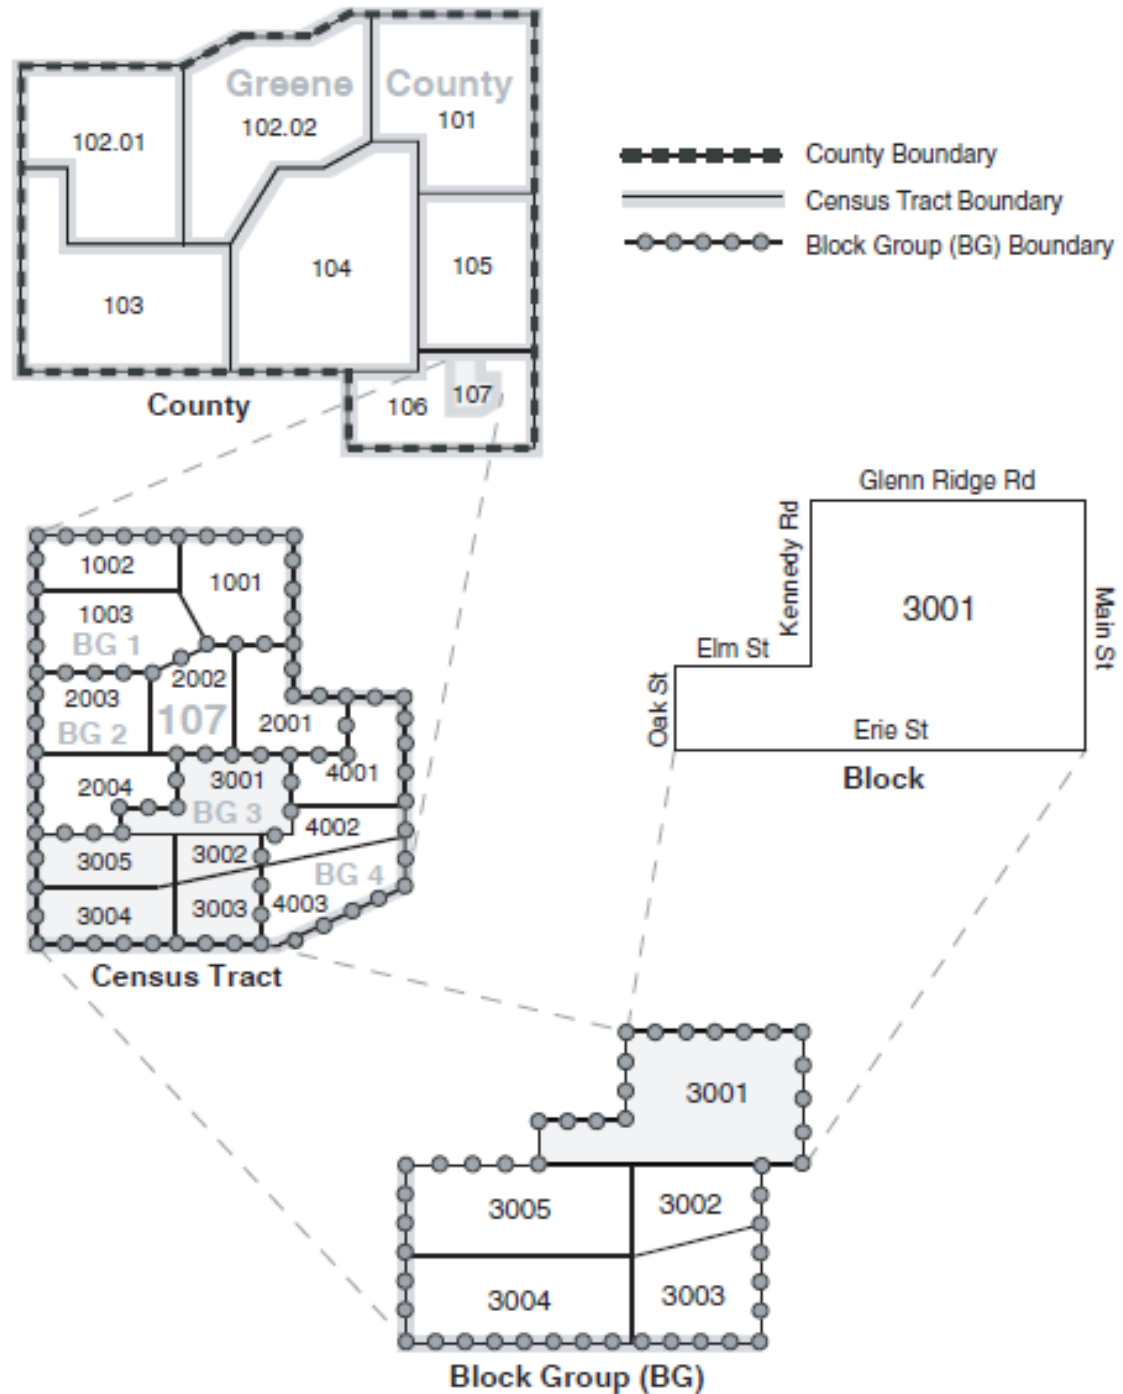 Greene County
102.01
102.02
101
103
104
105
106
107
County
County Boundary
Census Tract Boundary
Block Group (BG) Boundary
1002
1001
1003
BG 1
2003
2002
BG 2
107
2001
2004
3001
4001
BG 3
4002
3005
3002
BG 4
3004
3003
4003
Census Tract
Glenn Ridge Rd
Kennedy Rd
3001
Main St
Elm St
Oak St
Erie St
Block
3001
3005
3002
3004
3003
Block Group (BG)